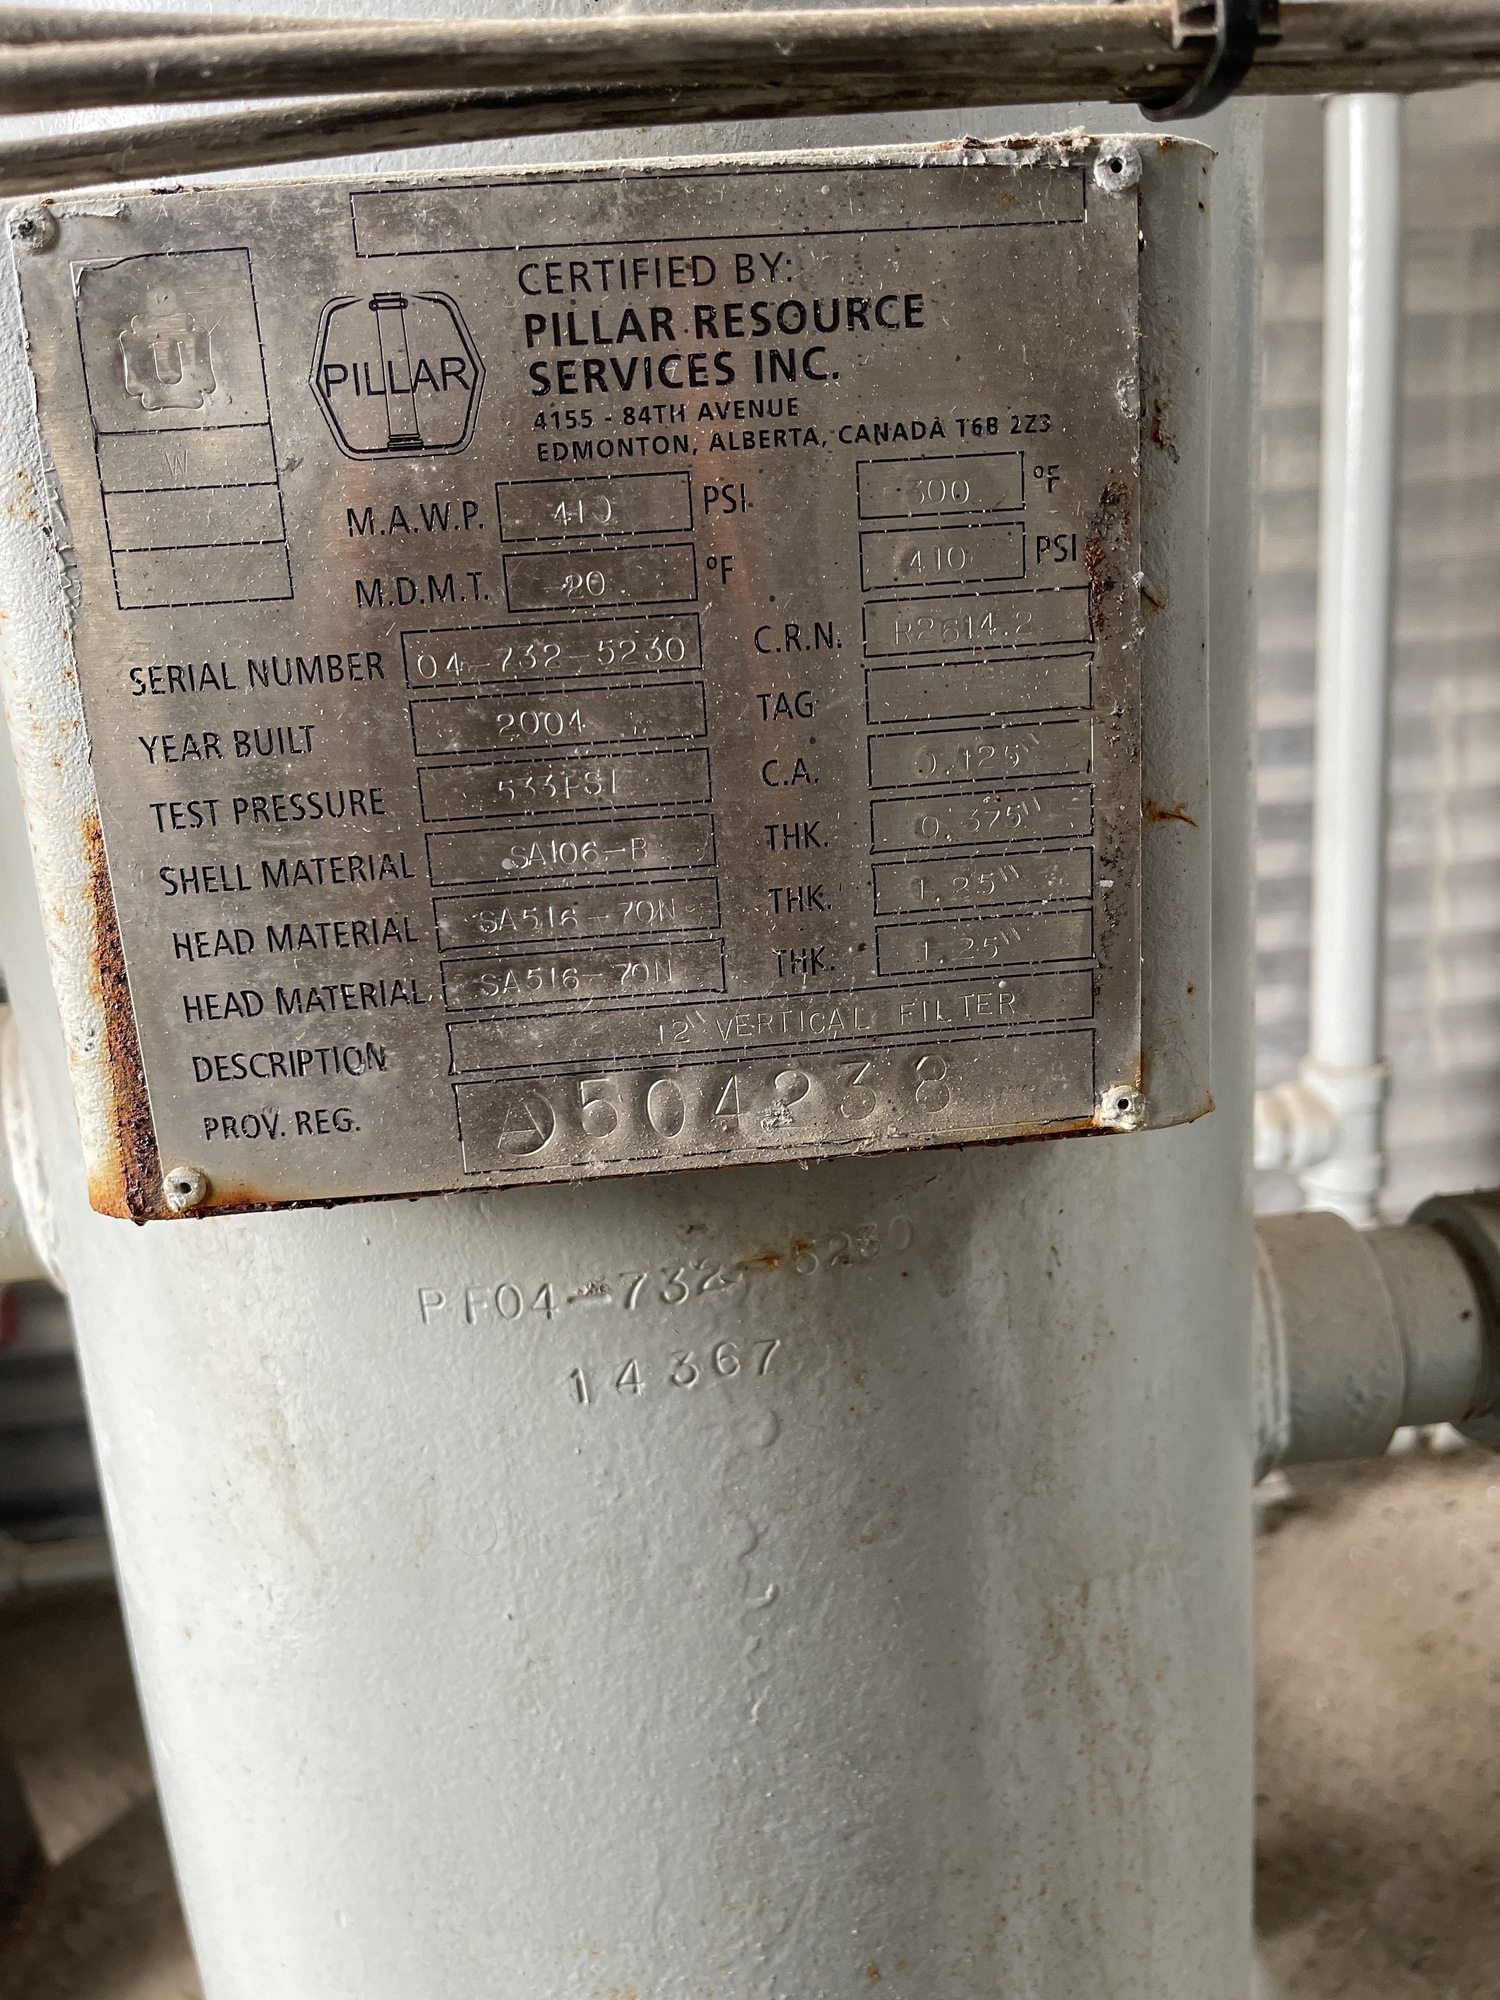 CERTIFIED BY:
PILLAR RESOURCE
SERVICES INC.
4155 - 84TH AVENUE
EDMONTON, ALBERTA, CANADA T6B 2Z3
U
W
PILLAR
M.A.W.P. 410 PSI 300 °F
M.D.M.T. -20 °F 410 PSI
SERIAL NUMBER 04-732-5230 C.R.N. R2614.2
YEAR BUILT 2004 TAG
TEST PRESSURE 533PSI C.A. 0.125"
SHELL MATERIAL SA106-B THK. 0.375"
HEAD MATERIAL SA516-70N THK. 1.25"
HEAD MATERIAL SA516-70N THK. 1.25"
DESCRIPTION 12" VERTICAL FILTER
PROV. REG. A504238
PF04-732-5230
14367